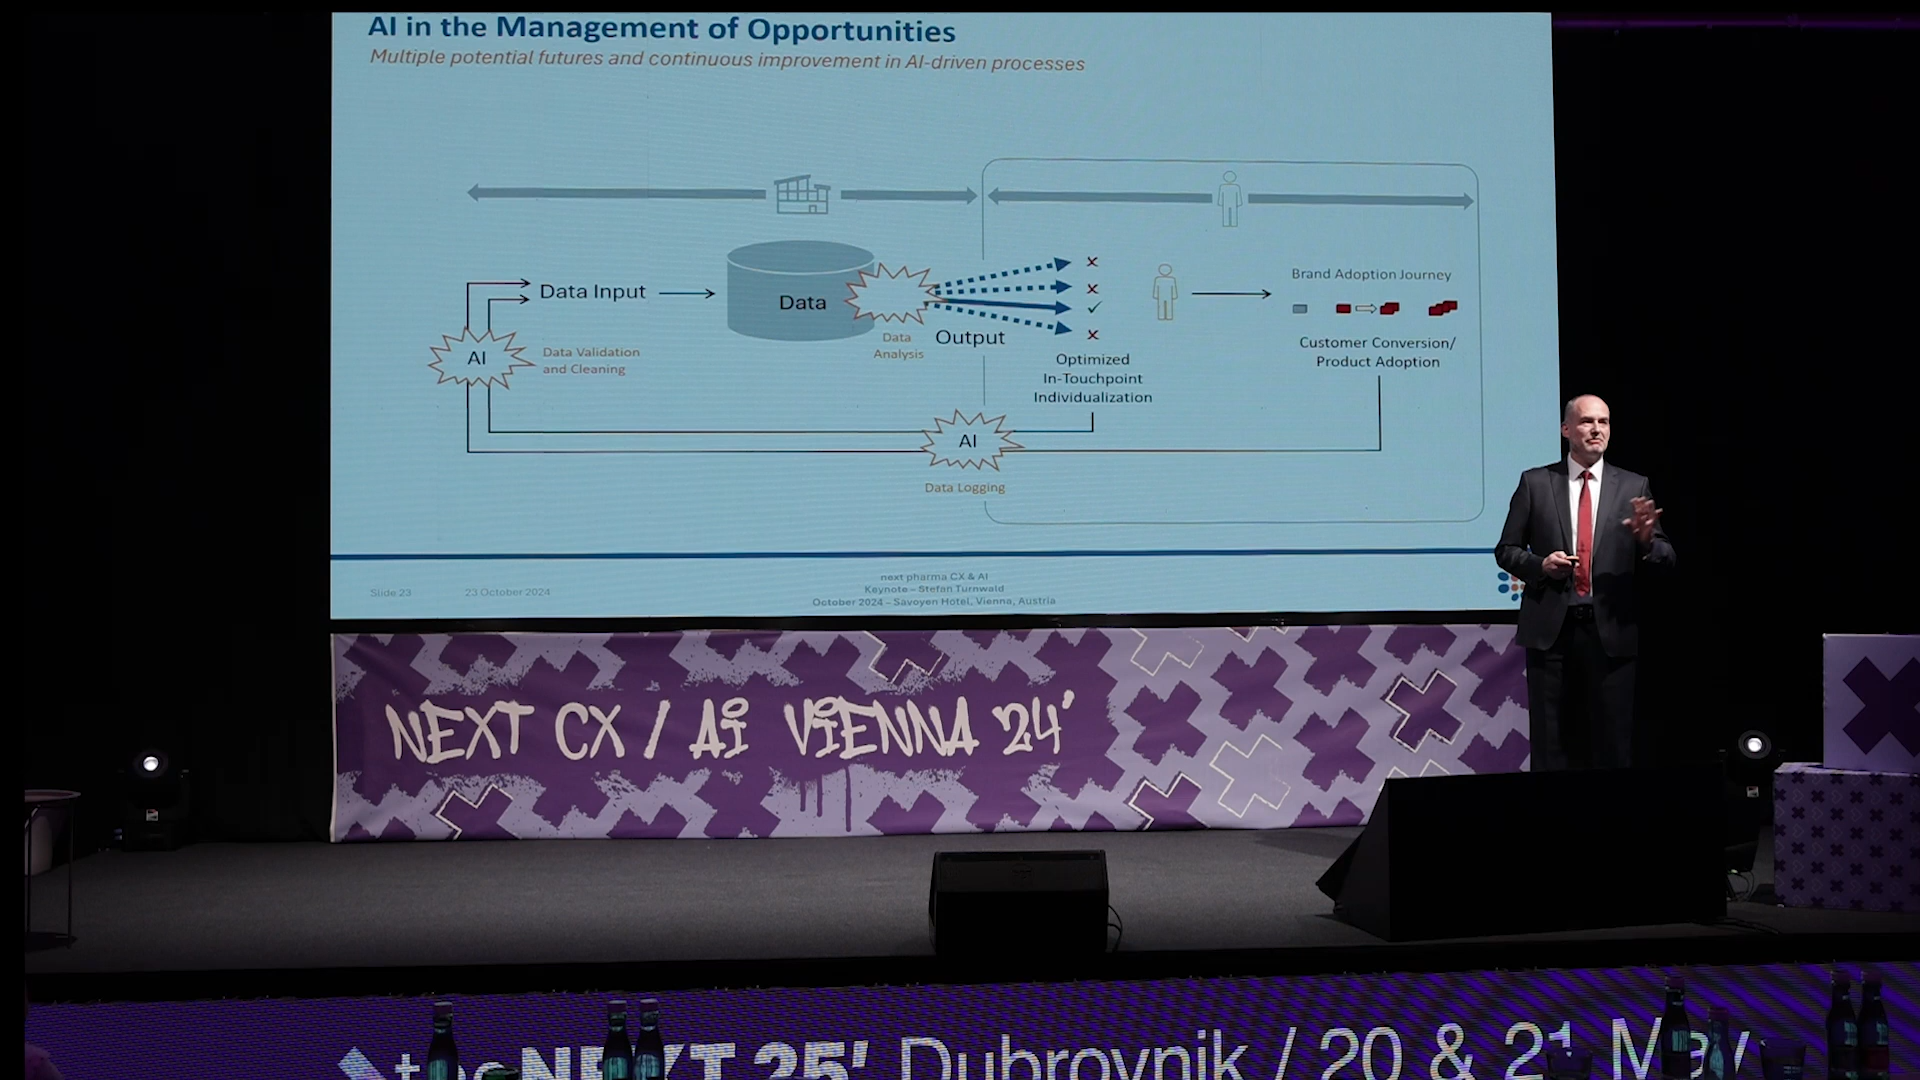 AI in the Management of Opportunities
Multiple potential futures and continuous improvement in AI-driven processes
Data Input
Data
AI
Data Validation
and Cleaning
Data
Analysis
Output
x
x
✓
x
Optimized
In-Touchpoint
Individualization
Brand Adoption Journey
Customer Conversion/
Product Adoption
AI
Data Logging
Slide 23
23 October 2024
next pharma CX & AI
Keynote – Stefan Turnwald
October 2024 – Savoyen Hotel, Vienna, Austria
NEXT CX / Ai ViENNA '24'
NEXT 25' Dubrovnik / 20 & 21 May